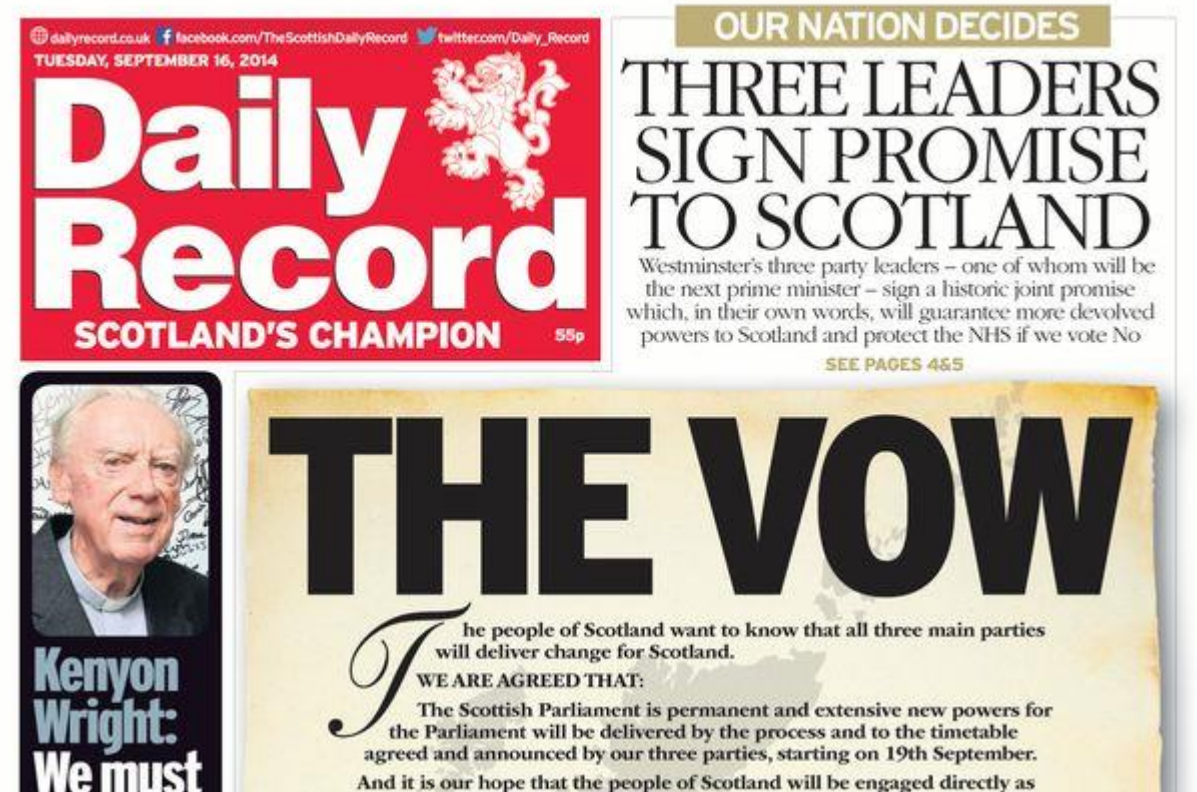 dailyrecord.co.uk facebook.com/TheScottishDailyRecord twitter.com/Daily_Record
TUESDAY, SEPTEMBER 16, 2014
Daily
Record
SCOTLAND'S CHAMPION 55p
OUR NATION DECIDES
THREE LEADERS
SIGN PROMISE
TO SCOTLAND
Westminster's three party leaders – one of whom will be
the next prime minister – sign a historic joint promise
which, in their own words, will guarantee more devolved
powers to Scotland and protect the NHS if we vote No
SEE PAGES 4&5
Kenyon
Wright:
We must
THE VOW
The people of Scotland want to know that all three main parties
will deliver change for Scotland.
WE ARE AGREED THAT:
The Scottish Parliament is permanent and extensive new powers for
the Parliament will be delivered by the process and to the timetable
agreed and announced by our three parties, starting on 19th September.
And it is our hope that the people of Scotland will be engaged directly as